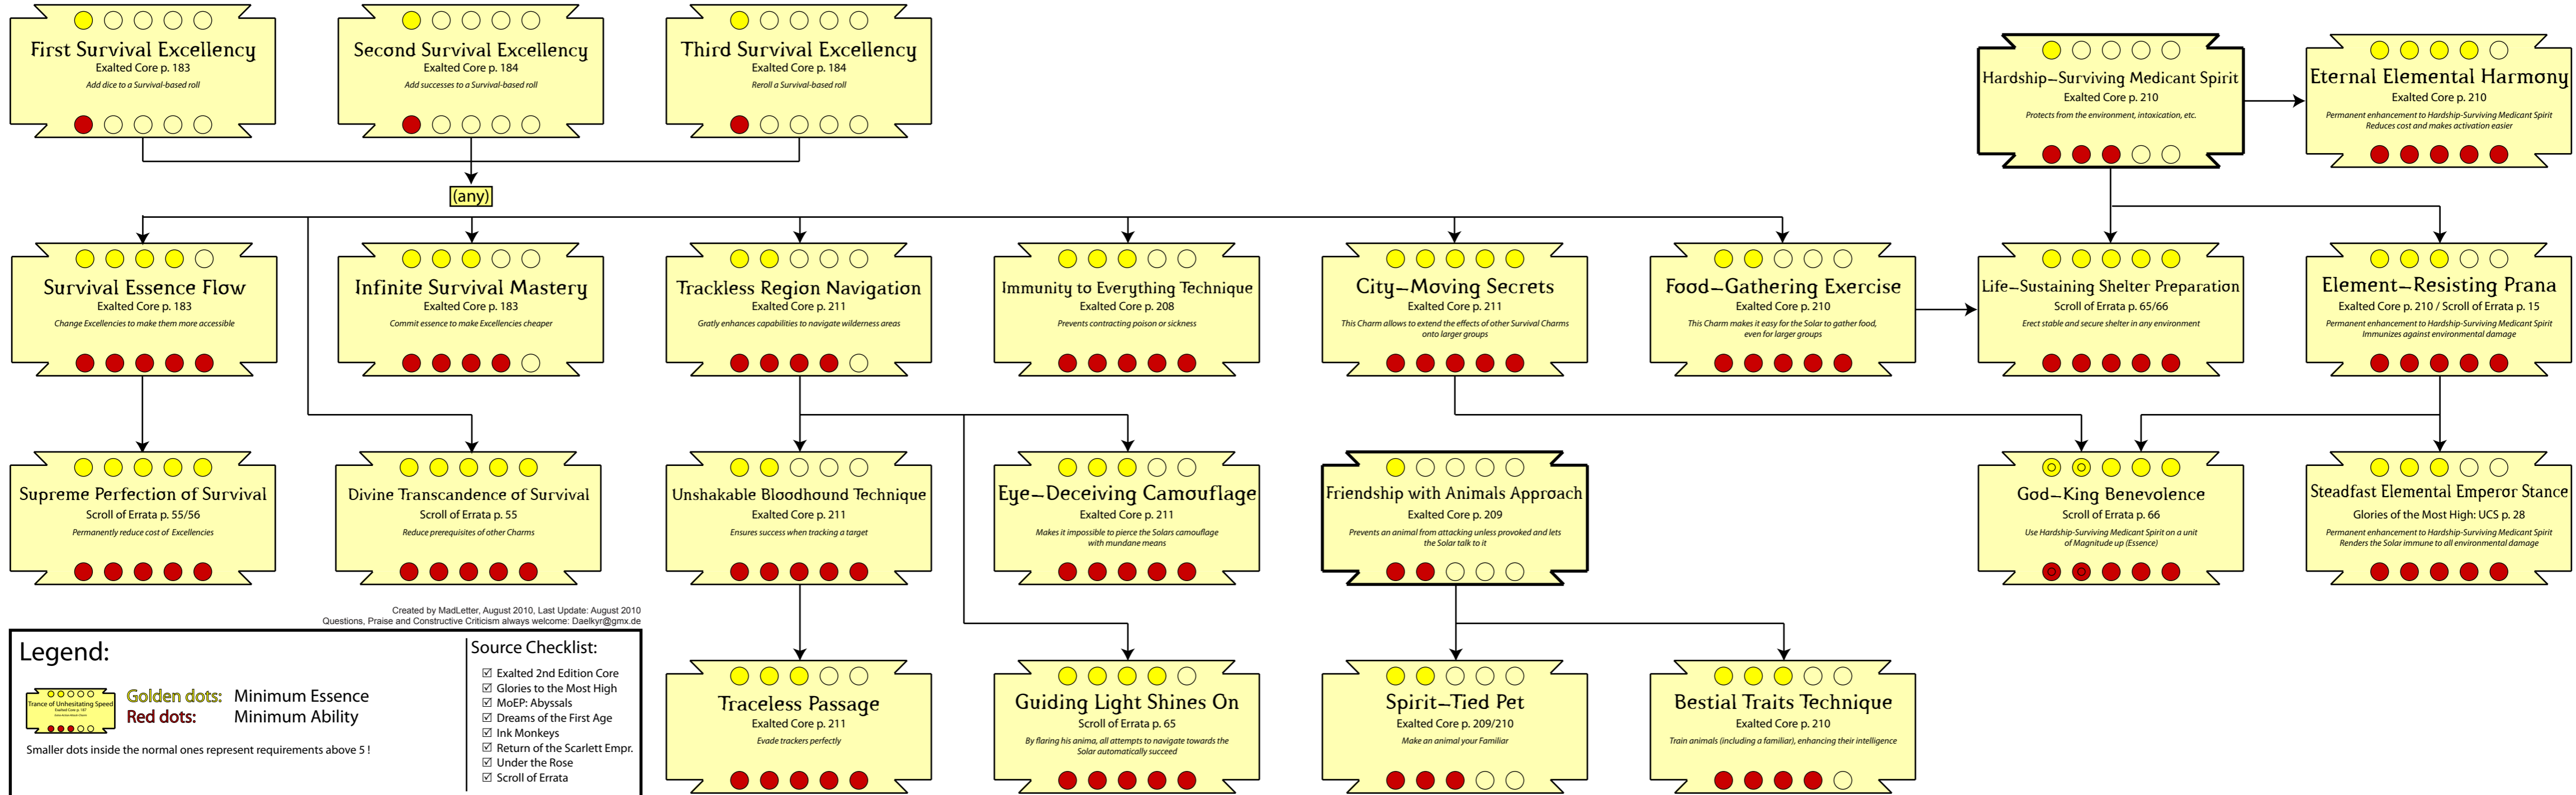 First Survival Excellency
Exalted Core p. 183
Add dice to a Survival-based roll
Second Survival Excellency
Exalted Core p. 184
Add successes to a Survival-based roll
Third Survival Excellency
Exalted Core p. 184
Reroll a Survival-based roll
Hardship-Surviving Medicant Spirit
Exalted Core p. 210
Protects from the environment, intoxication, etc.
Eternal Elemental Harmony
Exalted Core p. 210
Permanent enhancement to Hardship-Surviving Medicant Spirit
Reduces cost and makes activation easier
(any)
Survival Essence Flow
Exalted Core p. 183
Change Excellencies to make them more accessible
Infinite Survival Mastery
Exalted Core p. 183
Commit essence to make Excellencies cheaper
Trackless Region Navigation
Exalted Core p. 211
Gratly enhances capabilities to navigate wilderness areas
Immunity to Everything Technique
Exalted Core p. 208
Prevents contracting poison or sickness
City-Moving Secrets
Exalted Core p. 211
This Charm allows to extend the effects of other Survival Charms
onto larger groups
Food-Gathering Exercise
Exalted Core p. 210
This Charm makes it easy for the Solar to gather food,
even for larger groups
Life-Sustaining Shelter Preparation
Scroll of Errata p. 65/66
Erect stable and secure shelter in any environment
Element-Resisting Prana
Exalted Core p. 210 / Scroll of Errata p. 15
Permanent enhancement to Hardship-Surviving Medicant Spirit
Immunizes against environmental damage
Supreme Perfection of Survival
Scroll of Errata p. 55/56
Permanently reduce cost of Excellencies
Divine Transcandence of Survival
Scroll of Errata p. 55
Reduce prerequisites of other Charms
Unshakable Bloodhound Technique
Exalted Core p. 211
Ensures success when tracking a target
Eye-Deceiving Camouflage
Exalted Core p. 211
Makes it impossible to pierce the Solars camouflage
with mundane means
Friendship with Animals Approach
Exalted Core p. 209
Prevents an animal from attacking unless provoked and lets
the Solar talk to it
God-King Benevolence
Scroll of Errata p. 66
Use Hardship-Surviving Medicant Spirit on a unit
of Magnitude up (Essence)
Steadfast Elemental Emperor Stance
Glories of the Most High: UCS p. 28
Permanent enhancement to Hardship-Surviving Medicant Spirit
Renders the Solar immune to all environmental damage
Created by MadLetter, August 2010, Last Update: August 2010
Questions, Praise and Constructive Criticism always welcome: Daelkyr@gmx.de
Legend:
Trance of Unhesitating Speed
Exalted Core p. 187
Golden dots: Minimum Essence
Red dots: Minimum Ability
Smaller dots inside the normal ones represent requirements above 5 !
Source Checklist:
☑ Exalted 2nd Edition Core
☑ Glories to the Most High
☑ MoEP: Abyssals
☑ Dreams of the First Age
☑ Ink Monkeys
☑ Return of the Scarlett Empr.
☑ Under the Rose
☑ Scroll of Errata
Traceless Passage
Exalted Core p. 211
Evade trackers perfectly
Guiding Light Shines On
Scroll of Errata p. 65
By flaring his anima, all attempts to navigate towards the
Solar automatically succeed
Spirit-Tied Pet
Exalted Core p. 209/210
Make an animal your Familiar
Bestial Traits Technique
Exalted Core p. 210
Train animals (including a familiar), enhancing their intelligence